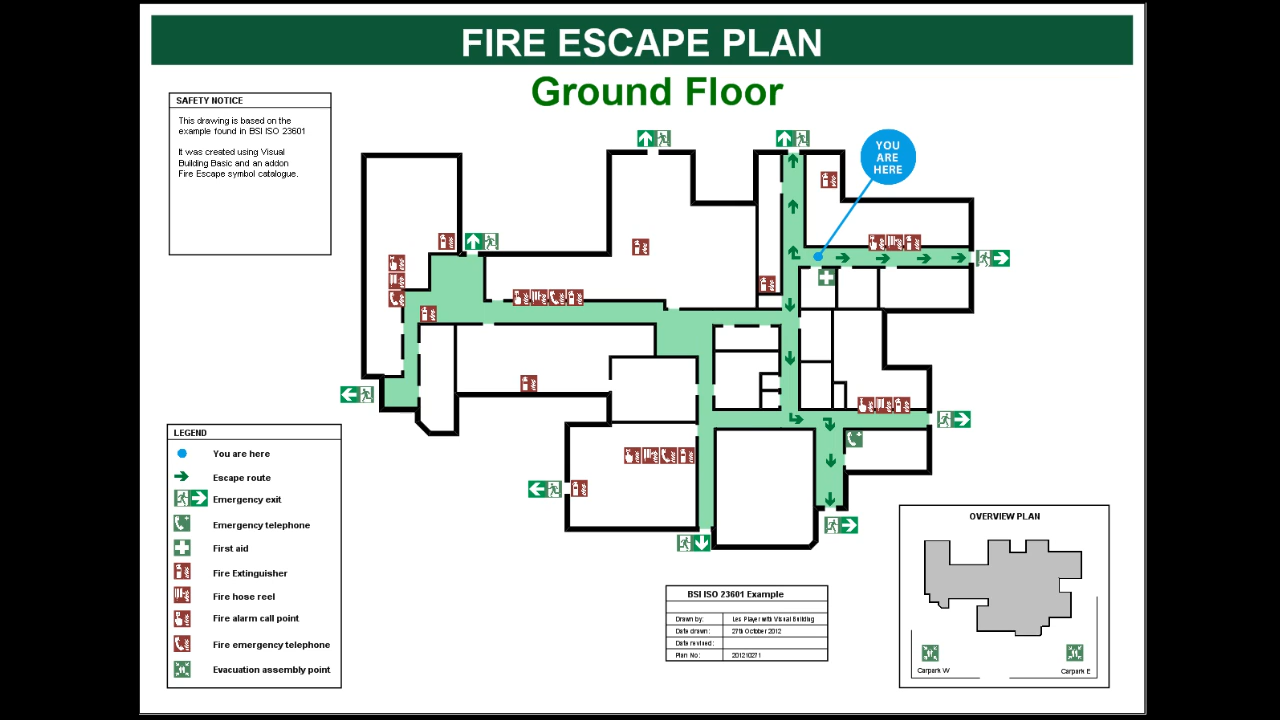 FIRE ESCAPE PLAN
Ground Floor
SAFETY NOTICE
This drawing is based on the
example found in BSI ISO 23601
It was created using Visual
Building Basic and an addon
Fire Escape symbol catalogue.
YOU
ARE
HERE
LEGEND
You are here
Escape route
Emergency exit
Emergency telephone
First aid
Fire Extinguisher
Fire hose reel
Fire alarm call point
Fire emergency telephone
Evacuation assembly point
BSI ISO 23601 Example
Drawn by: Les Player with Visual Building
Date drawn: 27th October 2012
Date revised:
Plan No: 201210271
OVERVIEW PLAN
Carpark W
Carpark E